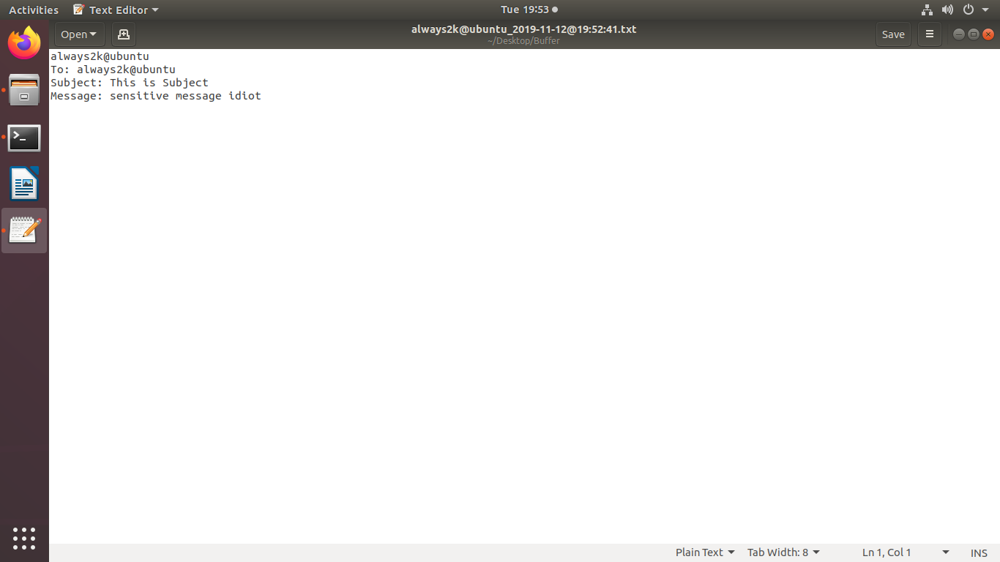 Activities Text Editor Tue 19:53
Open always2k@ubuntu_2019-11-12@19:52:41.txt Save
~/Desktop/Buffer
always2k@ubuntu
To: always2k@ubuntu
Subject: This is Subject
Message: sensitive message idiot
Plain Text Tab Width: 8 Ln 1, Col 1 INS